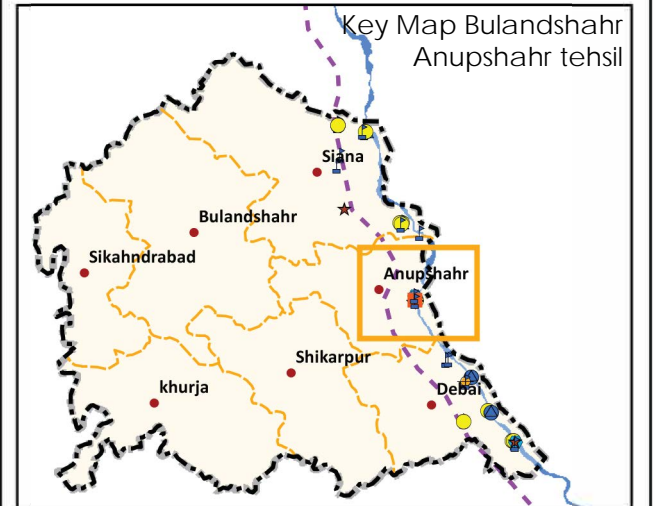 Key Map Bulandshahr
Anupshahr tehsil
Siana
Bulandshahr
Sikahndrabad
Anupshahr
Shikarpur
khurja
Debai